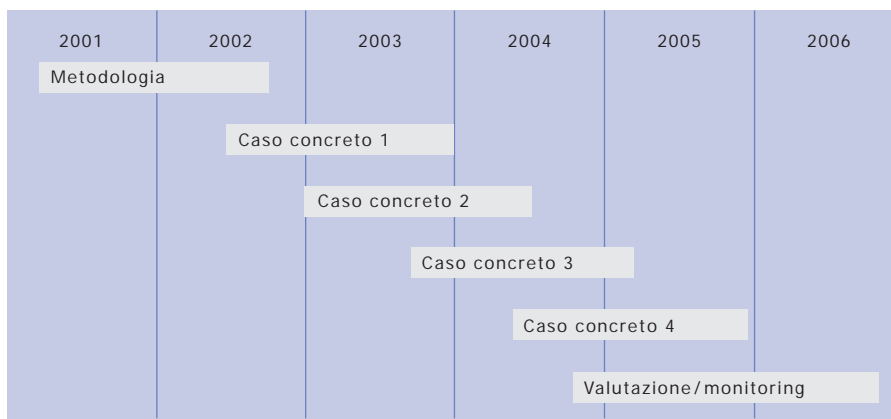 2001 2002 2003 2004 2005 2006
Metodologia
Caso concreto 1
Caso concreto 2
Caso concreto 3
Caso concreto 4
Valutazione/monitoring